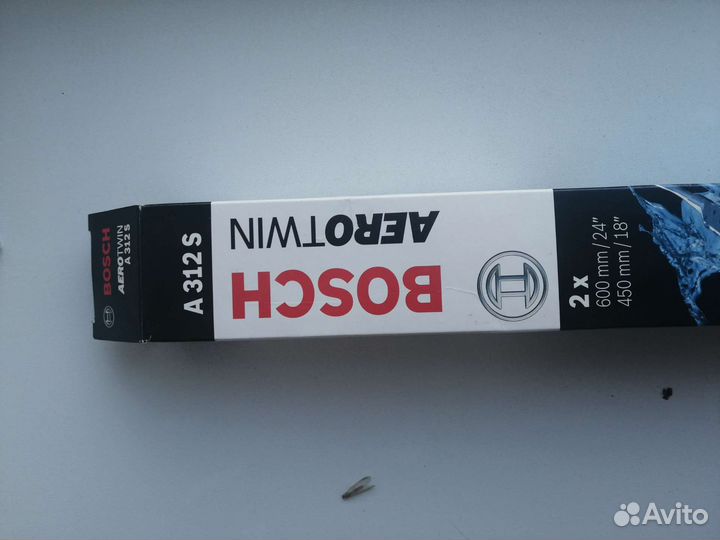 BOSCH
AEROTWIN
A 312 S
A 312 S
BOSCH
AEROTWIN
2 x
600 mm / 24"
450 mm / 18"
Avito